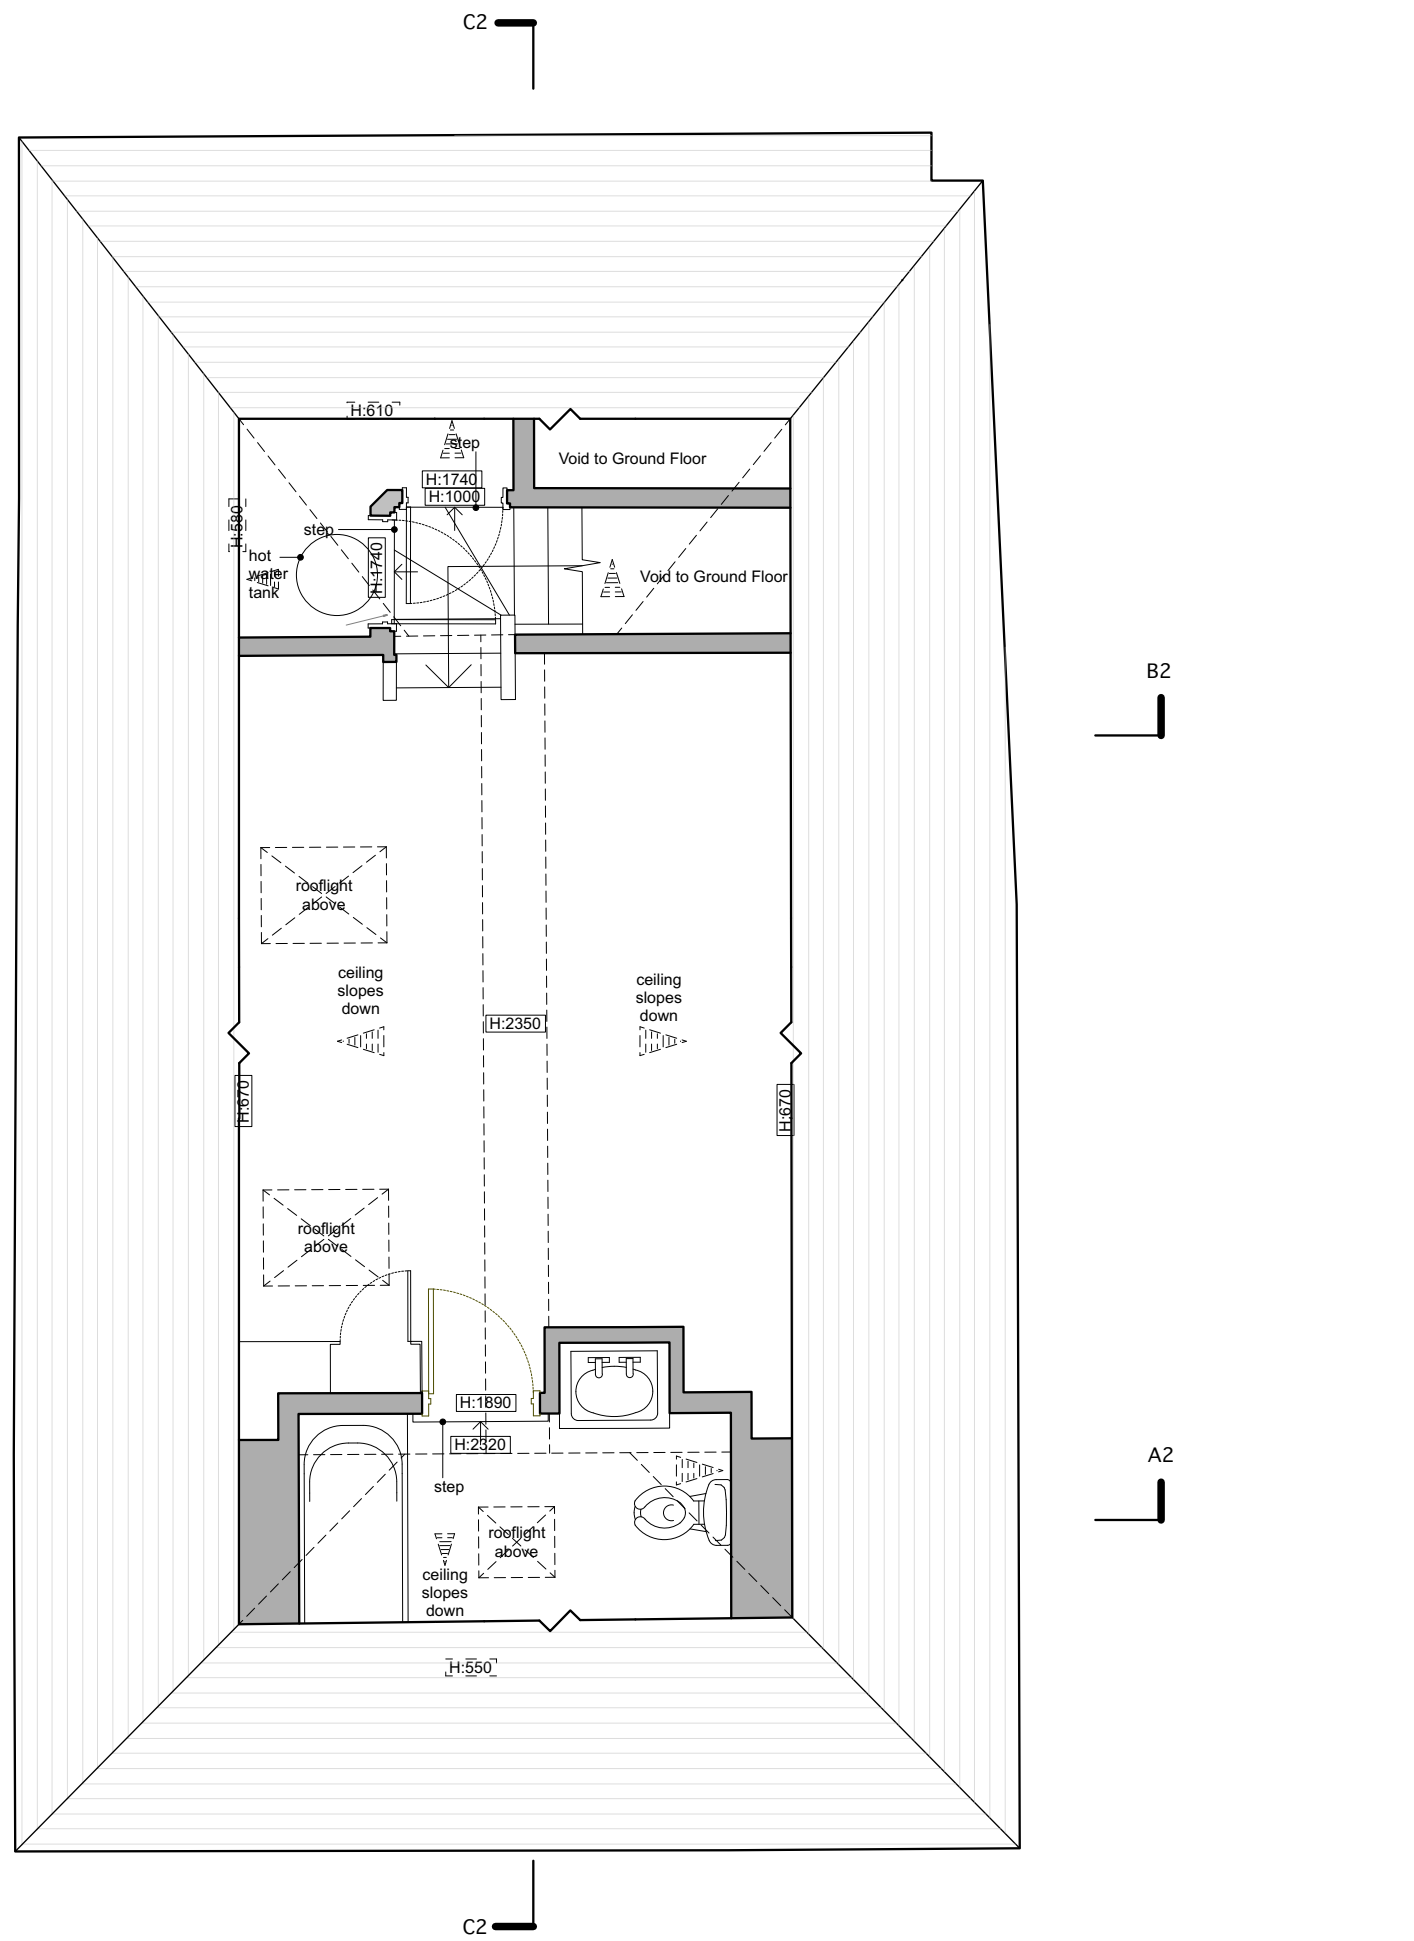 C2
H:610
step
Void to Ground Floor
H:1740
H:1000
H:580
step
hot
water
tank
H:1740
Void to Ground Floor
B2
rooflight
above
ceiling
slopes
down
ceiling
slopes
down
H:2350
H:670
H:670
rooflight
above
H:1890
H:2320
A2
step
rooflight
above
ceiling
slopes
down
H:550
C2